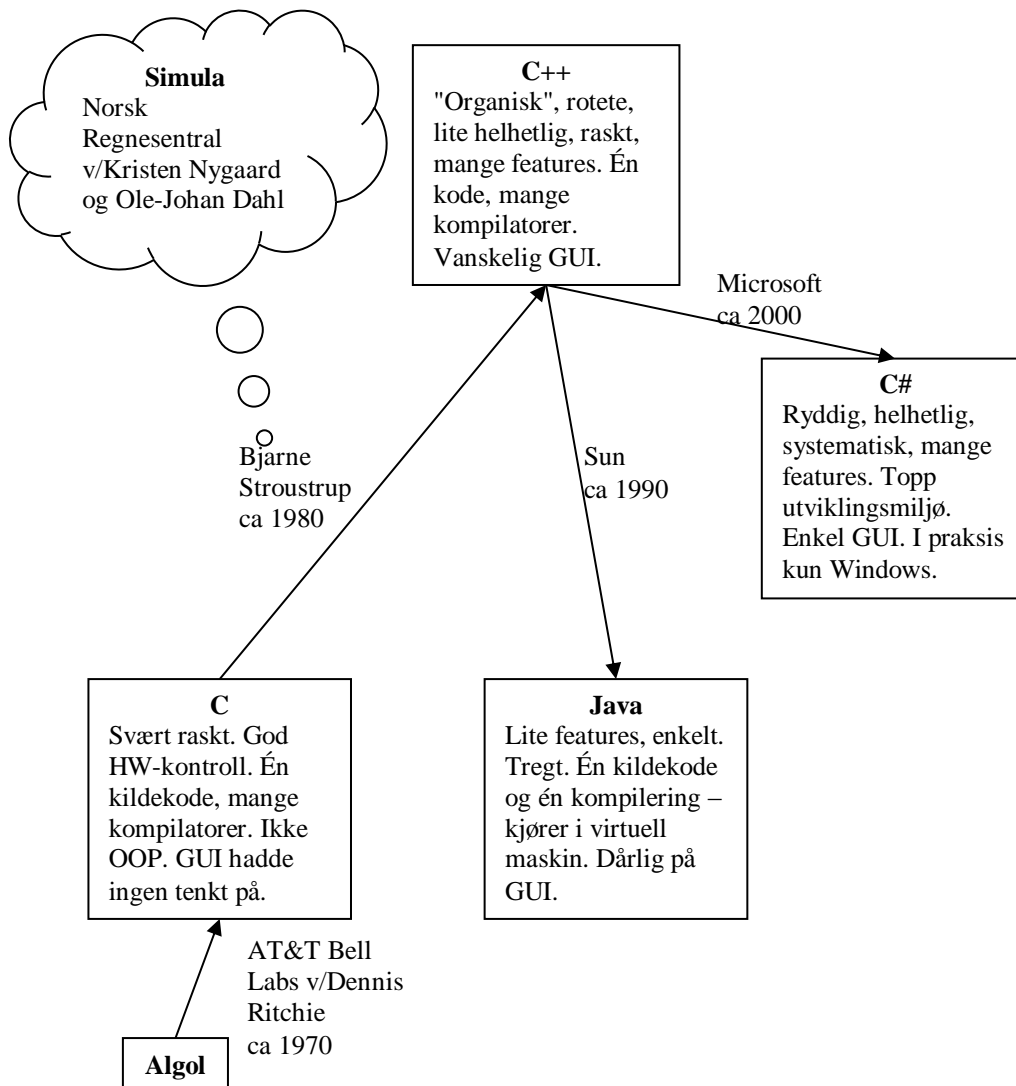 Simula
Norsk
Regnesentral
v/Kristen Nygaard
og Ole-Johan Dahl
C++
"Organisk", rotete,
lite helhetlig, raskt,
mange features. Én
kode, mange
kompilatorer.
Vanskelig GUI.
Microsoft
ca 2000
C#
Ryddig, helhetlig,
systematisk, mange
features. Topp
utviklingsmiljø.
Enkel GUI. I praksis
kun Windows.
Bjarne
Stroustrup
ca 1980
Sun
ca 1990
C
Svært raskt. God
HW-kontroll. Én
kildekode, mange
kompilatorer. Ikke
OOP. GUI hadde
ingen tenkt på.
Java
Lite features, enkelt.
Tregt. Én kildekode
og én kompilering –
kjører i virtuell
maskin. Dårlig på
GUI.
AT&T Bell
Labs v/Dennis
Ritchie
ca 1970
Algol